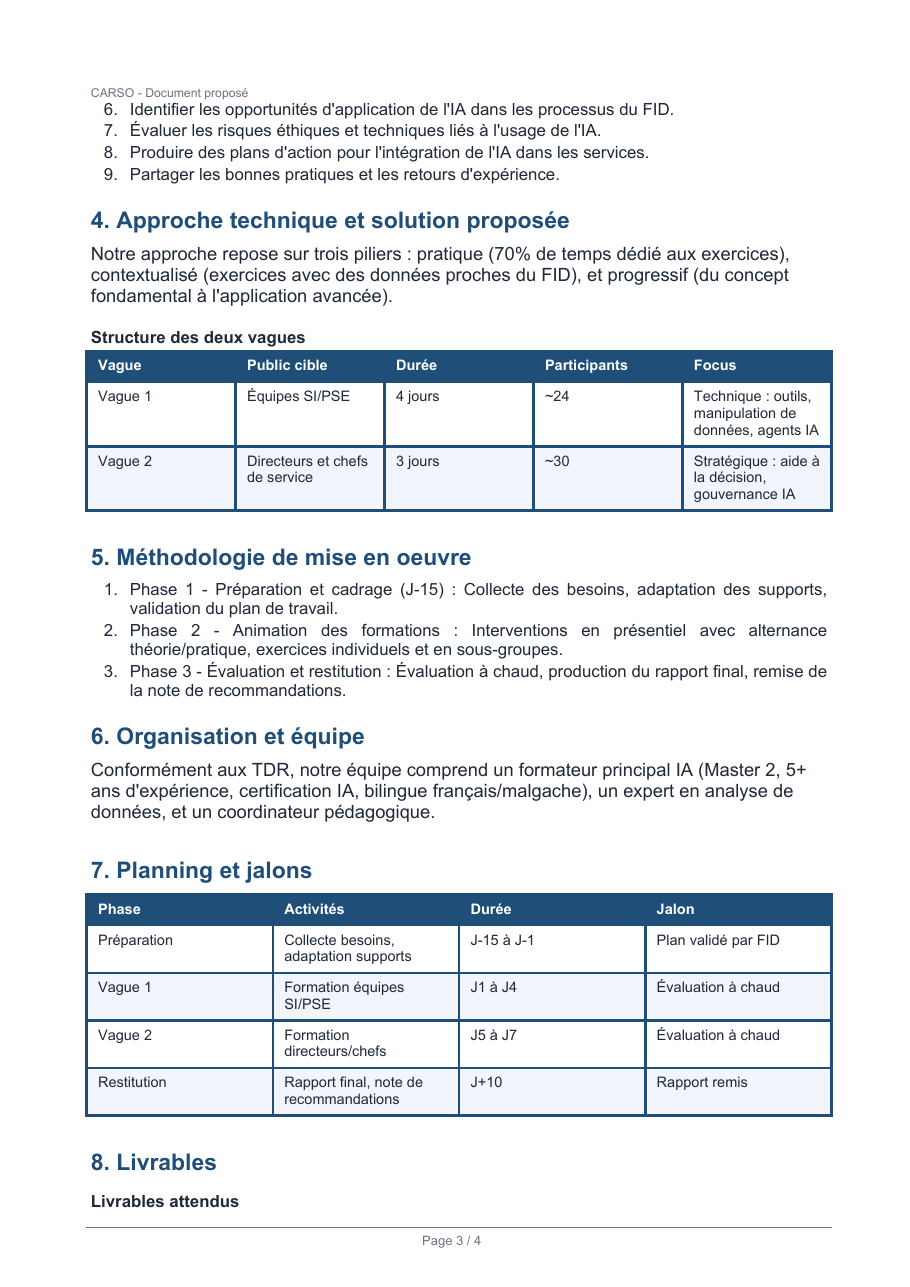 CARSO - Document proposé
6. Identifier les opportunités d'application de l'IA dans les processus du FID.
7. Évaluer les risques éthiques et techniques liés à l'usage de l'IA.
8. Produire des plans d'action pour l'intégration de l'IA dans les services.
9. Partager les bonnes pratiques et les retours d'expérience.
4. Approche technique et solution proposée
Notre approche repose sur trois piliers : pratique (70% de temps dédié aux exercices),
contextualisé (exercices avec des données proches du FID), et progressif (du concept
fondamental à l'application avancée).
Structure des deux vagues
Vague Public cible Durée Participants Focus
Vague 1 Équipes SI/PSE 4 jours ~24 Technique : outils,
manipulation de
données, agents IA
Vague 2 Directeurs et chefs 3 jours ~30 Stratégique : aide à
de service la décision,
gouvernance IA
5. Méthodologie de mise en oeuvre
1. Phase 1 - Préparation et cadrage (J-15) : Collecte des besoins, adaptation des supports,
validation du plan de travail.
2. Phase 2 - Animation des formations : Interventions en présentiel avec alternance
théorie/pratique, exercices individuels et en sous-groupes.
3. Phase 3 - Évaluation et restitution : Évaluation à chaud, production du rapport final, remise de
la note de recommandations.
6. Organisation et équipe
Conformément aux TDR, notre équipe comprend un formateur principal IA (Master 2, 5+
ans d'expérience, certification IA, bilingue français/malgache), un expert en analyse de
données, et un coordinateur pédagogique.
7. Planning et jalons
Phase Activités Durée Jalon
Préparation Collecte besoins, J-15 à J-1 Plan validé par FID
adaptation supports
Vague 1 Formation équipes J1 à J4 Évaluation à chaud
SI/PSE
Vague 2 Formation J5 à J7 Évaluation à chaud
directeurs/chefs
Restitution Rapport final, note de J+10 Rapport remis
recommandations
8. Livrables
Livrables attendus
Page 3 / 4